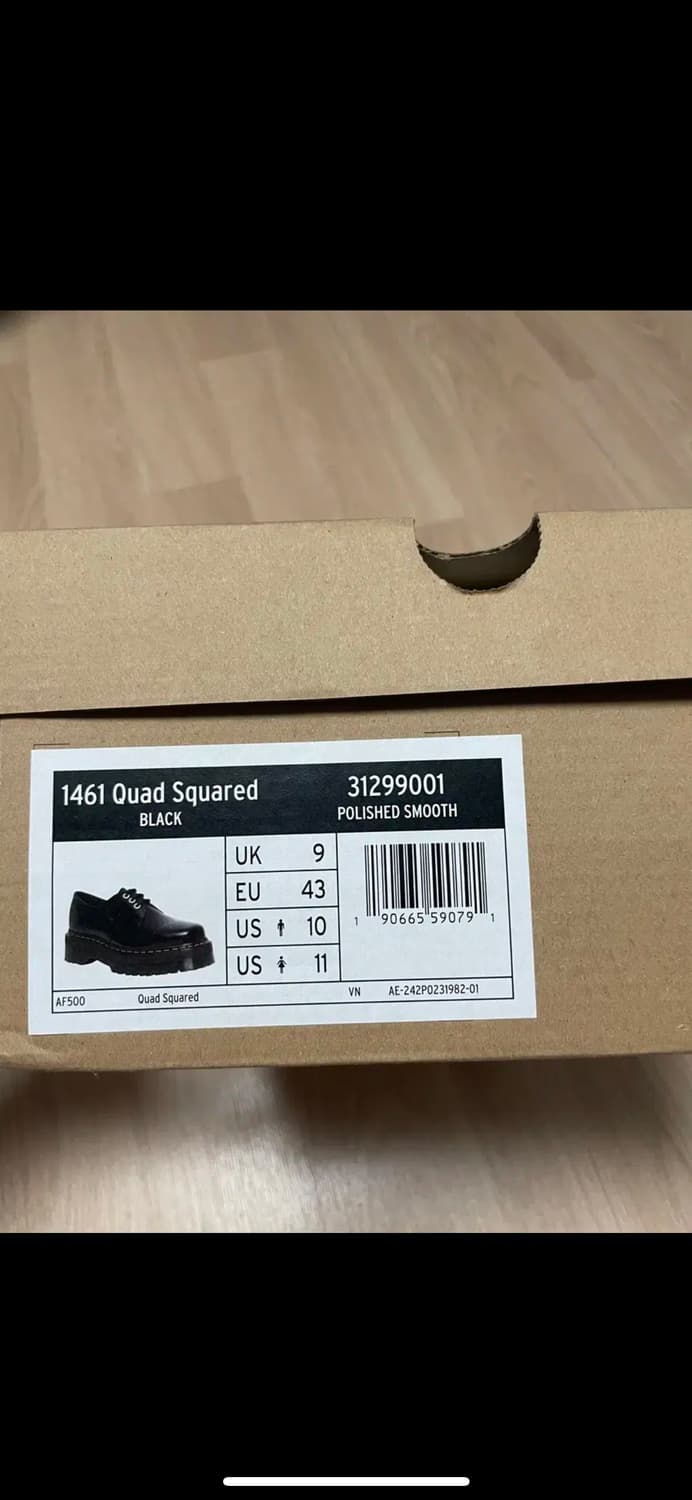 1461 Quad Squared
BLACK
31299001
POLISHED SMOOTH
UK 9
EU 43
US 10
US 11
1 90665 59079 1
AF500 Quad Squared VN AE-242P0231982-01